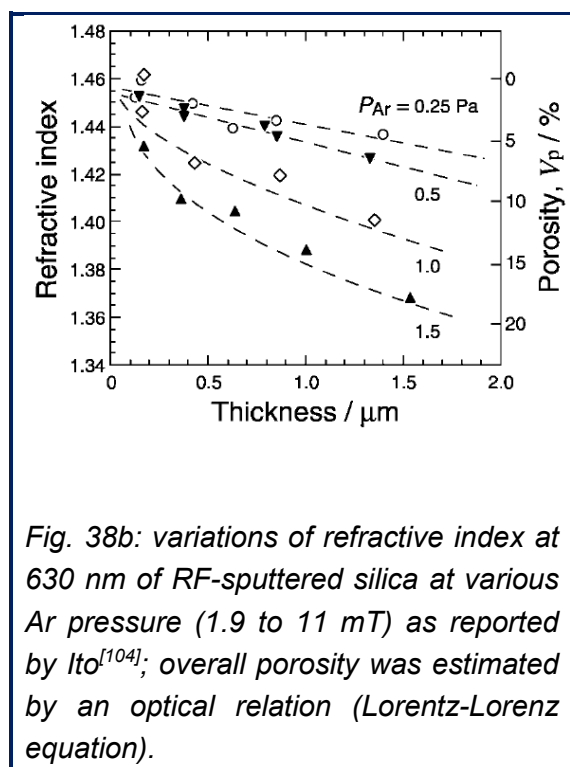 1.48
1.46
1.44
1.42
1.40
1.38
1.36
1.34
Refractive index
0
0.5
1.0
1.5
2.0
Thickness / μm
0
5
10
15
20
Porosity, Vp / %
PAr = 0.25 Pa
0.5
1.0
1.5
Fig. 38b: variations of refractive index at
630 nm of RF-sputtered silica at various
Ar pressure (1.9 to 11 mT) as reported
by Ito[104]; overall porosity was estimated
by an optical relation (Lorentz-Lorenz
equation).